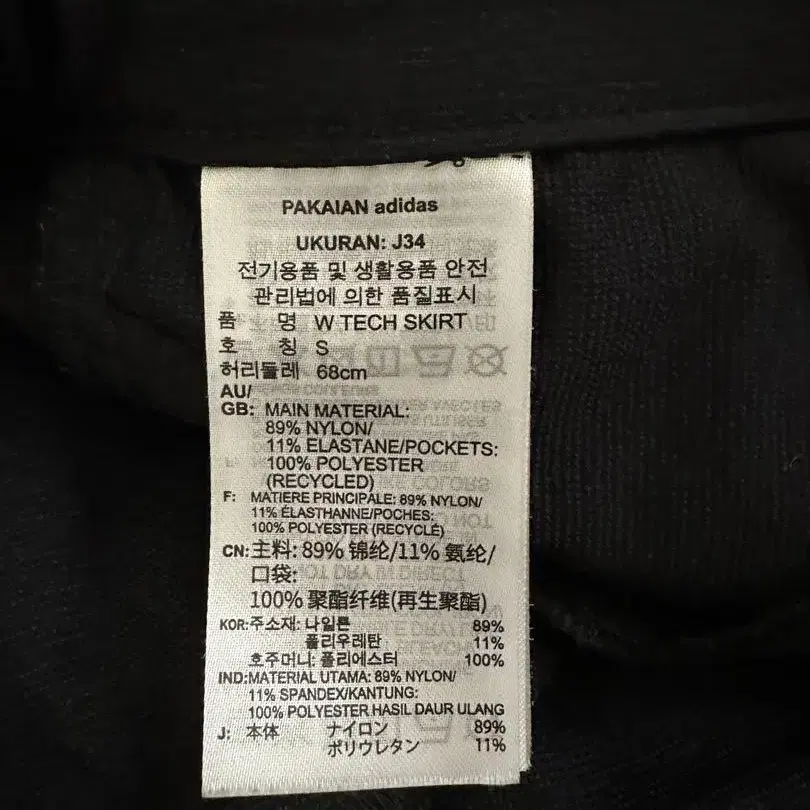 PAKAIAN adidas
UKURAN: J34
전기용품 및 생활용품 안전
관리법에 의한 품질표시
품 명 W TECH SKIRT
호 칭 S
허리둘레 68cm
AU/
GB: MAIN MATERIAL:
89% NYLON/
11% ELASTANE/POCKETS:
100% POLYESTER
(RECYCLED)
F: MATIERE PRINCIPALE: 89% NYLON/
11% ÉLASTHANNE/POCHES:
100% POLYESTER (RECYCLÉ)
CN: 主料: 89% 锦纶/11% 氨纶/
口袋:
100% 聚酯纤维(再生聚酯)
KOR: 주소재: 나일론 89%
폴리우레탄 11%
호주머니: 폴리에스터 100%
IND: MATERIAL UTAMA: 89% NYLON/
11% SPANDEX/KANTUNG:
100% POLYESTER HASIL DAUR ULANG
J: 本体 ナイロン 89%
ポリウレタン 11%